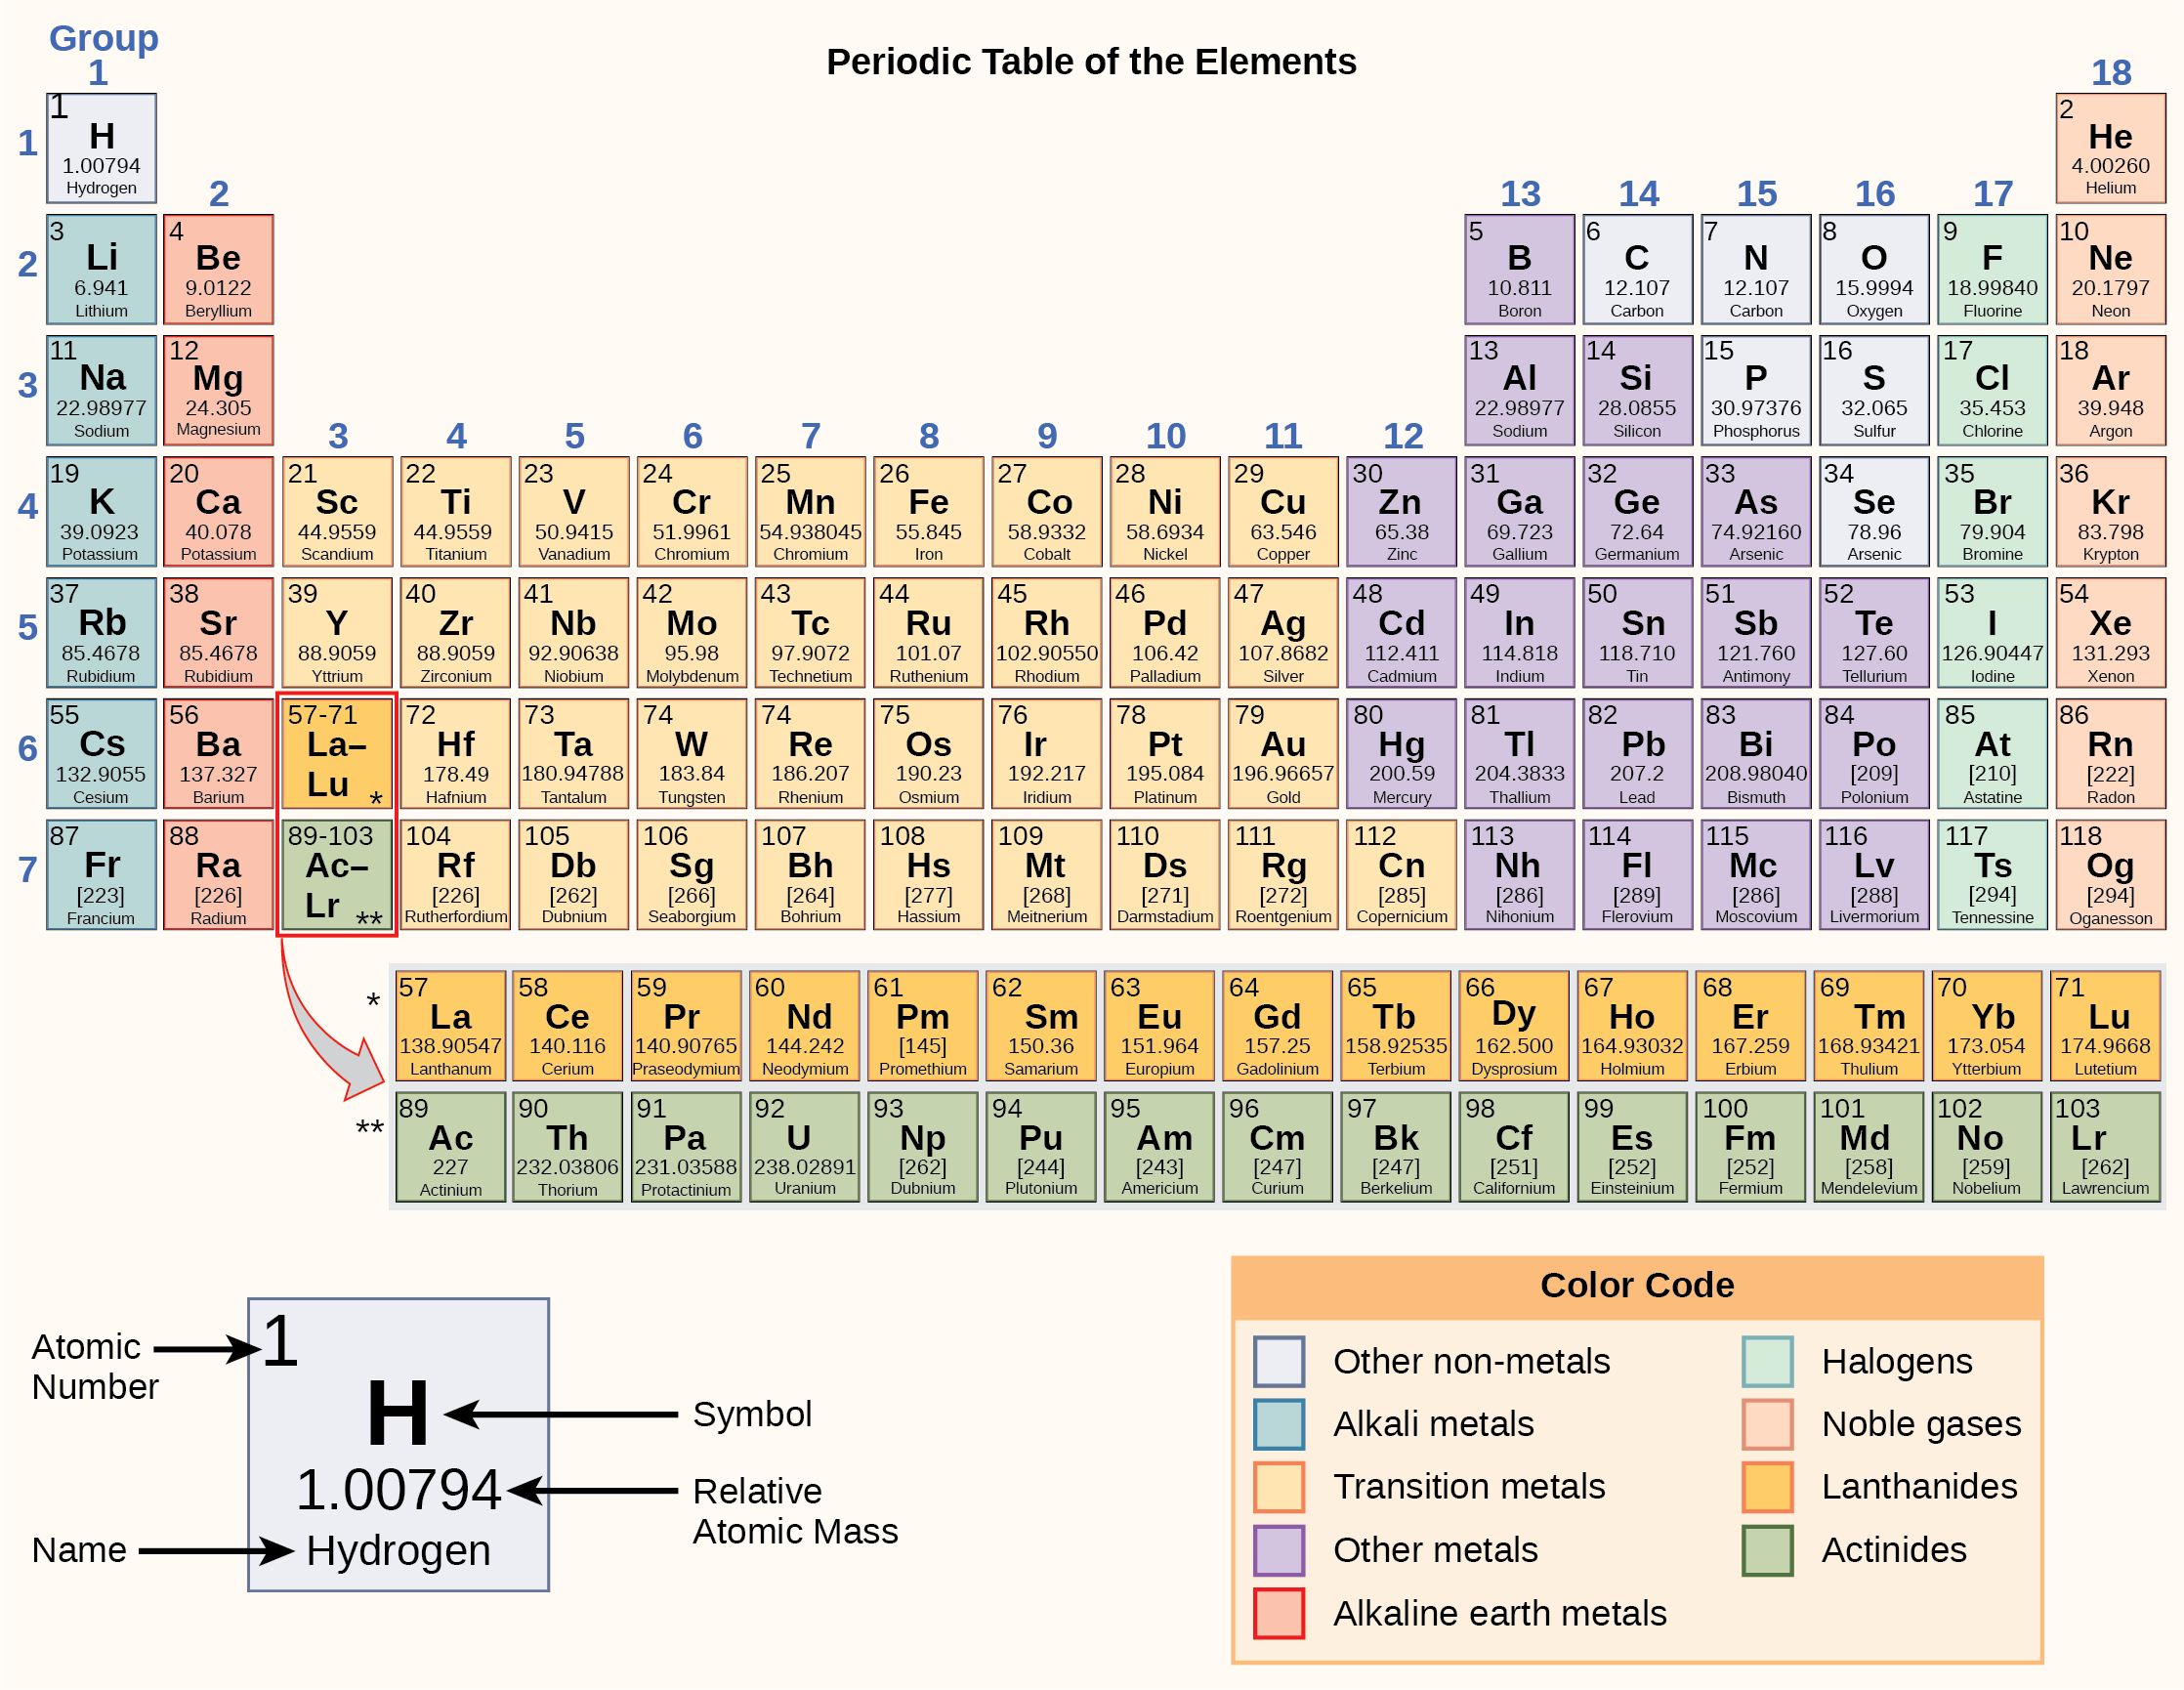 Group
Periodic Table of the Elements
1
18
1
1
H
1.00794
Hydrogen
2
He
4.00260
Helium
2
13
14
15
16
17
2
3
Li
6.941
Lithium
4
Be
9.0122
Beryllium
5
B
10.811
Boron
6
C
12.107
Carbon
7
N
12.107
Carbon
8
O
15.9994
Oxygen
9
F
18.99840
Fluorine
10
Ne
20.1797
Neon
3
11
Na
22.98977
Sodium
12
Mg
24.305
Magnesium
13
Al
22.98977
Sodium
14
Si
28.0855
Silicon
15
P
30.97376
Phosphorus
16
S
32.065
Sulfur
17
Cl
35.453
Chlorine
18
Ar
39.948
Argon
3
4
5
6
7
8
9
10
11
12
4
19
K
39.0923
Potassium
20
Ca
40.078
Potassium
21
Sc
44.9559
Scandium
22
Ti
44.9559
Titanium
23
V
50.9415
Vanadium
24
Cr
51.9961
Chromium
25
Mn
54.938045
Chromium
26
Fe
55.845
Iron
27
Co
58.9332
Cobalt
28
Ni
58.6934
Nickel
29
Cu
63.546
Copper
30
Zn
65.38
Zinc
31
Ga
69.723
Gallium
32
Ge
72.64
Germanium
33
As
74.92160
Arsenic
34
Se
78.96
Arsenic
35
Br
79.904
Bromine
36
Kr
83.798
Krypton
5
37
Rb
85.4678
Rubidium
38
Sr
85.4678
Rubidium
39
Y
88.9059
Yttrium
40
Zr
88.9059
Zirconium
41
Nb
92.90638
Niobium
42
Mo
95.98
Molybdenum
43
Tc
97.9072
Technetium
44
Ru
101.07
Ruthenium
45
Rh
102.90550
Rhodium
46
Pd
106.42
Palladium
47
Ag
107.8682
Silver
48
Cd
112.411
Cadmium
49
In
114.818
Indium
50
Sn
118.710
Tin
51
Sb
121.760
Antimony
52
Te
127.60
Tellurium
53
I
126.90447
Iodine
54
Xe
131.293
Xenon
6
55
Cs
132.9055
Cesium
56
Ba
137.327
Barium
57-71
La–
Lu *
72
Hf
178.49
Hafnium
73
Ta
180.94788
Tantalum
74
W
183.84
Tungsten
74
Re
186.207
Rhenium
75
Os
190.23
Osmium
76
Ir
192.217
Iridium
78
Pt
195.084
Platinum
79
Au
196.96657
Gold
80
Hg
200.59
Mercury
81
Tl
204.3833
Thallium
82
Pb
207.2
Lead
83
Bi
208.98040
Bismuth
84
Po
[209]
Polonium
85
At
[210]
Astatine
86
Rn
[222]
Radon
7
87
Fr
[223]
Francium
88
Ra
[226]
Radium
89-103
Ac–
Lr **
104
Rf
[226]
Rutherfordium
105
Db
[262]
Dubnium
106
Sg
[266]
Seaborgium
107
Bh
[264]
Bohrium
108
Hs
[277]
Hassium
109
Mt
[268]
Meitnerium
110
Ds
[271]
Darmstadium
111
Rg
[272]
Roentgenium
112
Cn
[285]
Copernicium
113
Nh
[286]
Nihonium
114
Fl
[289]
Flerovium
115
Mc
[286]
Moscovium
116
Lv
[288]
Livermorium
117
Ts
[294]
Tennessine
118
Og
[294]
Oganesson
*
57
La
138.90547
Lanthanum
58
Ce
140.116
Cerium
59
Pr
140.90765
Praseodymium
60
Nd
144.242
Neodymium
61
Pm
[145]
Promethium
62
Sm
150.36
Samarium
63
Eu
151.964
Europium
64
Gd
157.25
Gadolinium
65
Tb
158.92535
Terbium
66
Dy
162.500
Dysprosium
67
Ho
164.93032
Holmium
68
Er
167.259
Erbium
69
Tm
168.93421
Thulium
70
Yb
173.054
Ytterbium
71
Lu
174.9668
Lutetium
**
89
Ac
227
Actinium
90
Th
232.03806
Thorium
91
Pa
231.03588
Protactinium
92
U
238.02891
Uranium
93
Np
[262]
Dubnium
94
Pu
[244]
Plutonium
95
Am
[243]
Americium
96
Cm
[247]
Curium
97
Bk
[247]
Berkelium
98
Cf
[251]
Californium
99
Es
[252]
Einsteinium
100
Fm
[252]
Fermium
101
Md
[258]
Mendelevium
102
No
[259]
Nobelium
103
Lr
[262]
Lawrencium
Atomic
Number
1
H
Symbol
1.00794
Relative
Atomic Mass
Name
Hydrogen
Color Code
Other non-metals
Halogens
Alkali metals
Noble gases
Transition metals
Lanthanides
Other metals
Actinides
Alkaline earth metals